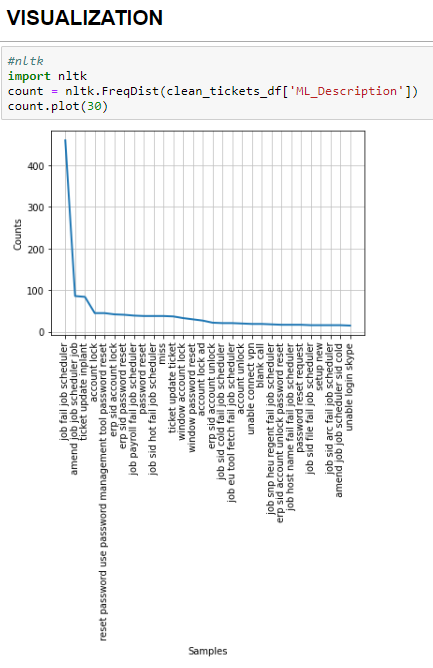 VISUALIZATION
#nltk
import nltk
count = nltk.FreqDist(clean_tickets_df['ML_Description'])
count.plot(30)
400
300
200
100
0
Counts
job fail job scheduler
amend job job scheduler job
ticket update implant
account lock
reset password use password management tool password reset
erp sid account lock
erp sid password reset
job payroll fail job scheduler
password reset
job sid hot fail job scheduler
miss
ticket update ticket
window account lock
window password reset
account lock ad
erp sid account unlock
job sid cold fail job scheduler
job eu tool fetch fail job scheduler
account unlock
unable connect vpn
blank call
job snp heu regent fail job scheduler
erp sid account unlock password reset
job host name fail fail job scheduler
password reset request
job sid file fail job scheduler
setup new
job sid arc fail job scheduler
amend job job scheduler sid cold
unable login skype
Samples